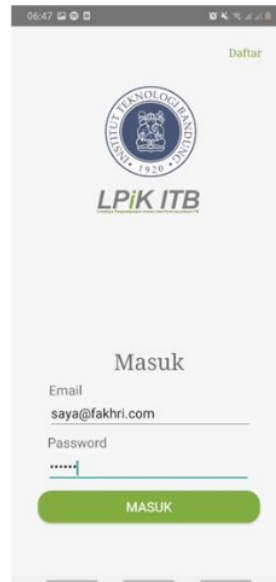 06:47
Daftar
INSTITUT TEKNOLOGI BANDUNG
1920
LPiK ITB
Masuk
Email
saya@fakhri.com
Password
••••••
MASUK